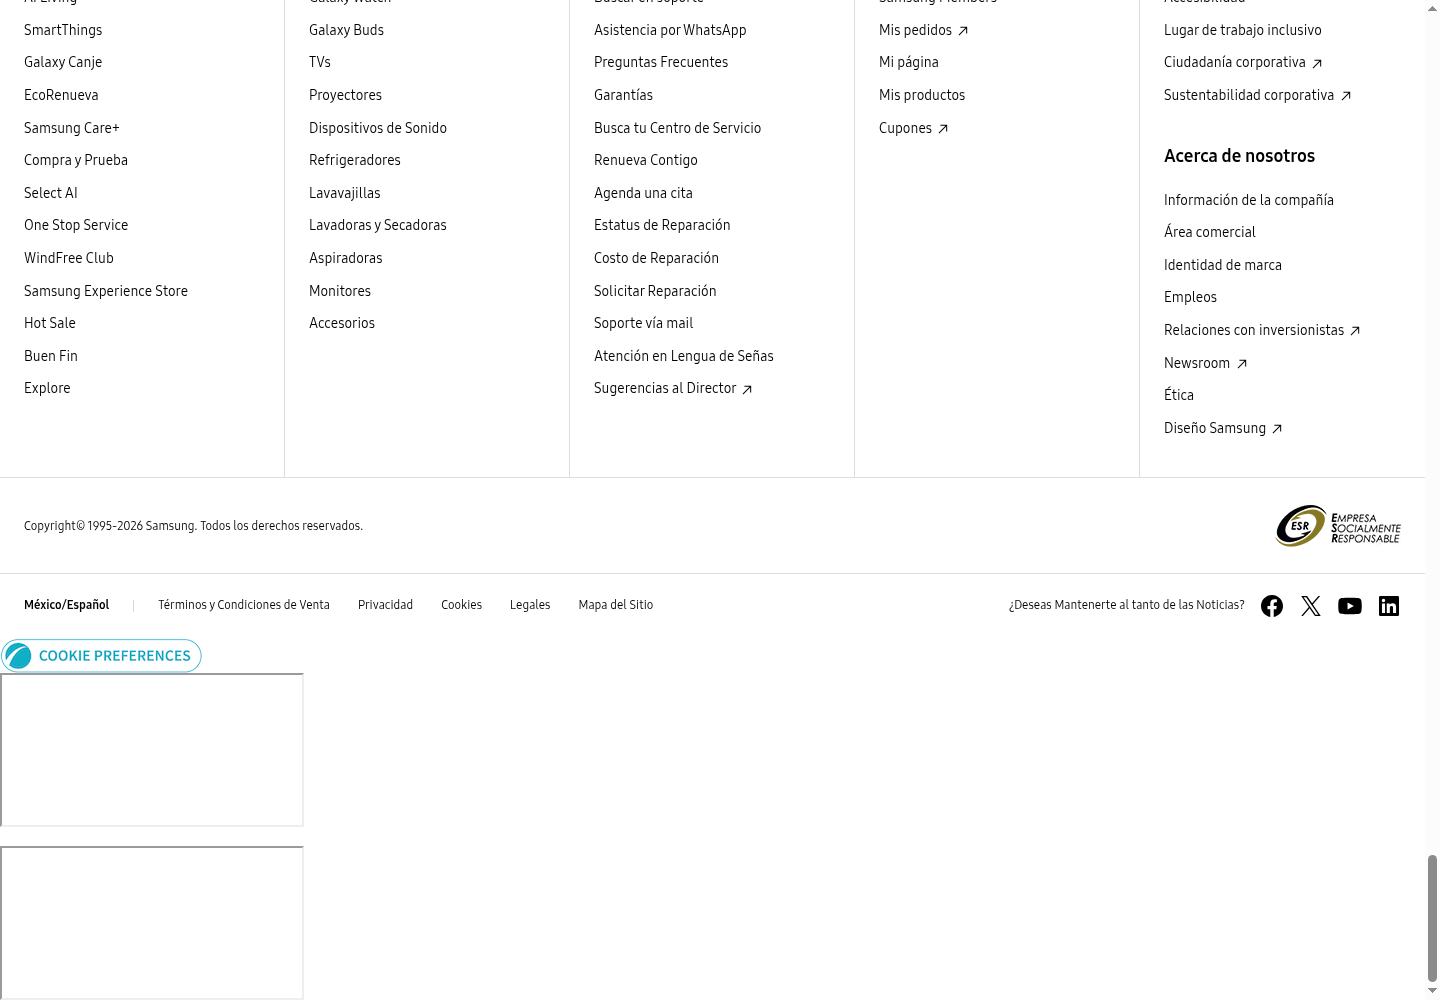 SmartThings
Galaxy Canje
EcoRenueva
Samsung Care+
Compra y Prueba
Select AI
One Stop Service
WindFree Club
Samsung Experience Store
Hot Sale
Buen Fin
Explore
Galaxy Buds
TVs
Proyectores
Dispositivos de Sonido
Refrigeradores
Lavavajillas
Lavadoras y Secadoras
Aspiradoras
Monitores
Accesorios
Asistencia por WhatsApp
Preguntas Frecuentes
Garantías
Busca tu Centro de Servicio
Renueva Contigo
Agenda una cita
Estatus de Reparación
Costo de Reparación
Solicitar Reparación
Soporte vía mail
Atención en Lengua de Señas
Sugerencias al Director
Mis pedidos
Mi página
Mis productos
Cupones
Lugar de trabajo inclusivo
Ciudadanía corporativa
Sustentabilidad corporativa
Acerca de nosotros
Información de la compañía
Área comercial
Identidad de marca
Empleos
Relaciones con inversionistas
Newsroom
Ética
Diseño Samsung
Copyright© 1995-2026 Samsung. Todos los derechos reservados.
ESR
EMPRESA
SOCIALMENTE
RESPONSABLE
México/Español
Términos y Condiciones de Venta
Privacidad
Cookies
Legales
Mapa del Sitio
¿Deseas Mantenerte al tanto de las Noticias?
COOKIE PREFERENCES